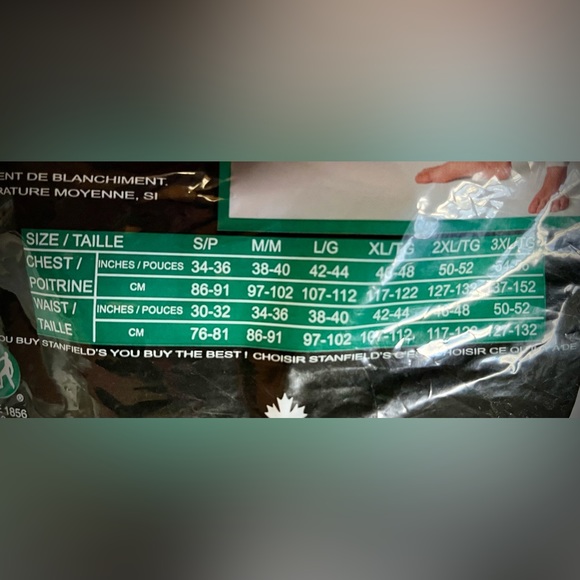 ENT DE BLANCHIMENT.
RATURE MOYENNE, SI
SIZE / TAILLE S/P M/M L/G XL/TG 2XL/TG
CHEST / POITRINE INCHES / POUCES 34-36 38-40 42-44 50-52
CM 86-91 97-102 107-112 117-122
WAIST / TAILLE INCHES / POUCES 30-32 34-36 38-40 42-44 50-52
CM 76-81 86-91 97-102 107-112
OU BUY STANFIELD'S YOU BUY THE BEST ! CHOISIR STANFIELD'S
1856